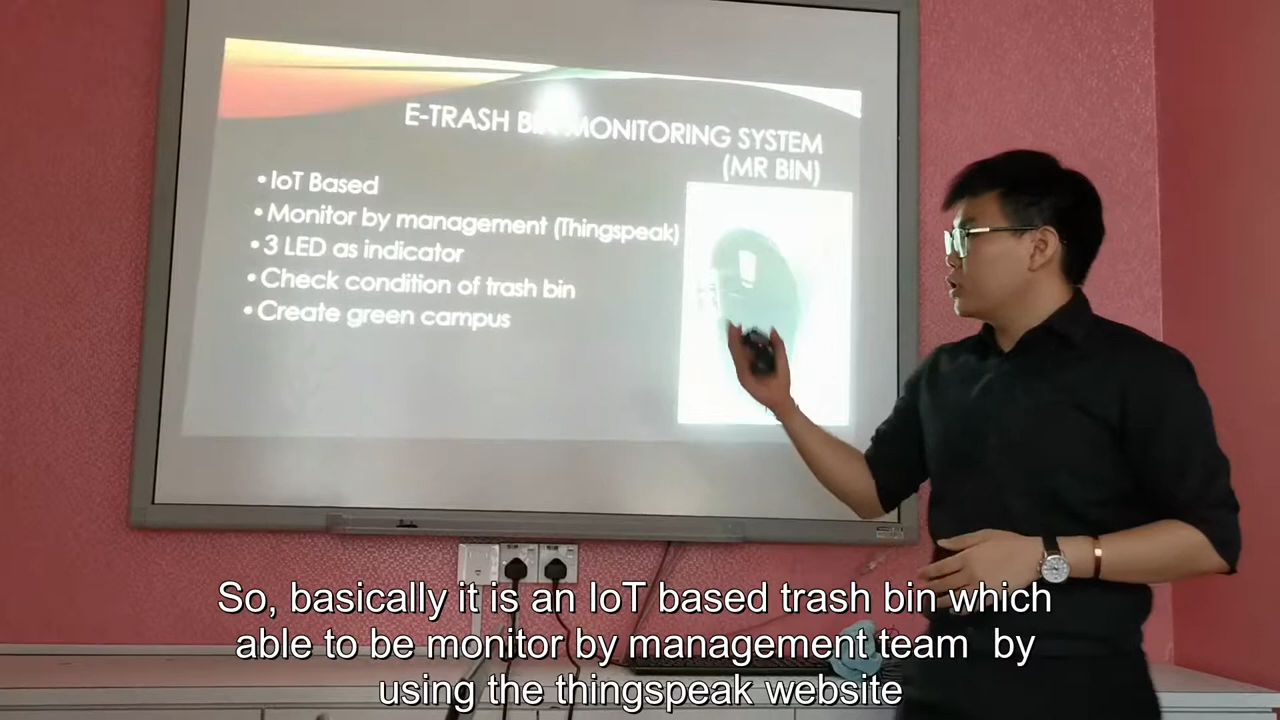 E-TRASH BIN MONITORING SYSTEM
(MR BIN)
• IoT Based
• Monitor by management (Thingspeak)
• 3 LED as indicator
• Check condition of trash bin
• Create green campus
So, basically it is an IoT based trash bin which
able to be monitor by management team by
using the thingspeak website